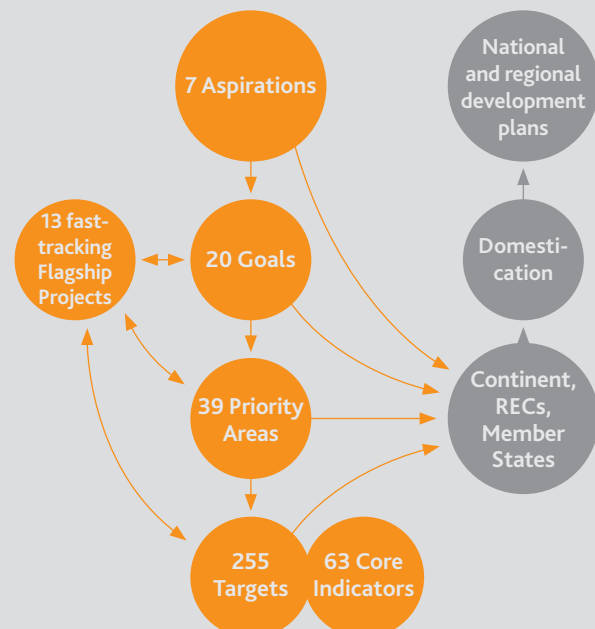 7 Aspirations
National
and regional
development
plans
13 fast-
tracking
Flagship
Projects
20 Goals
Domesti-
cation
39 Priority
Areas
Continent,
RECs,
Member
States
255
Targets
63 Core
Indicators